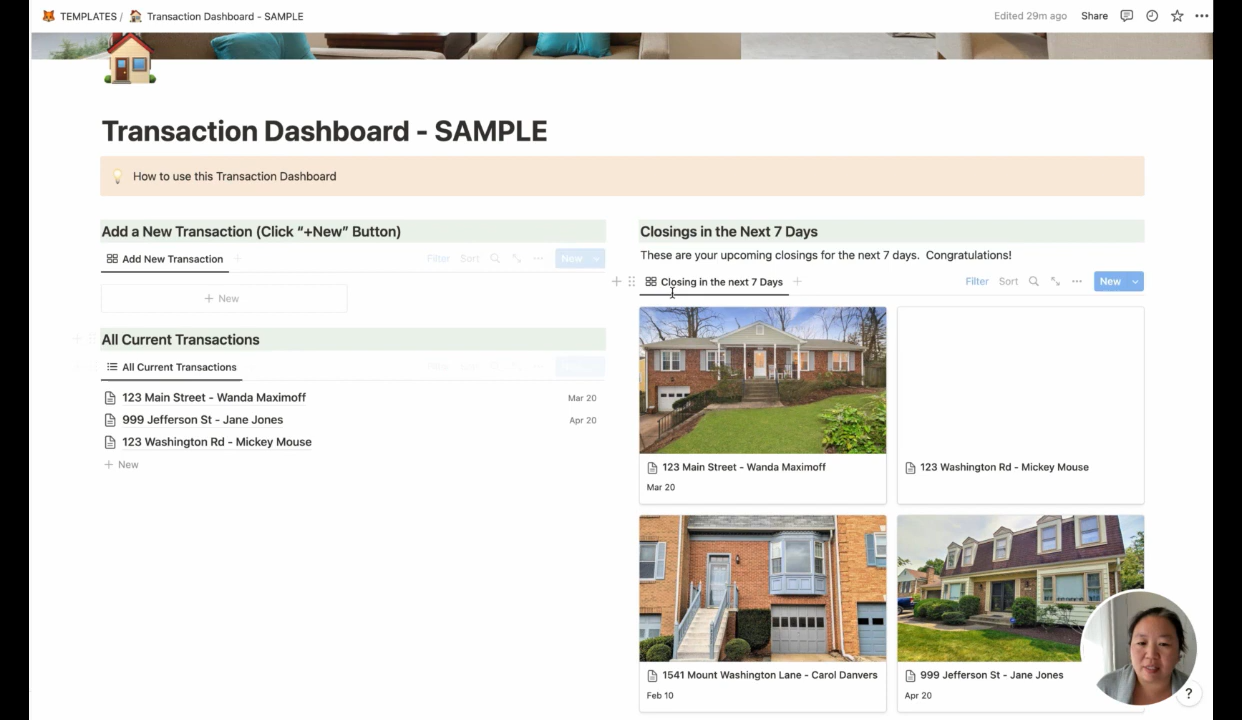 TEMPLATES / Transaction Dashboard - SAMPLE
Edited 29m ago Share
Transaction Dashboard - SAMPLE
How to use this Transaction Dashboard
Add a New Transaction (Click “+New” Button)
Add New Transaction
Filter Sort New
+ New
All Current Transactions
All Current Transactions
123 Main Street - Wanda Maximoff Mar 20
999 Jefferson St - Jane Jones Apr 20
123 Washington Rd - Mickey Mouse
+ New
Closings in the Next 7 Days
These are your upcoming closings for the next 7 days. Congratulations!
Closing in the next 7 Days
Filter Sort New
123 Main Street - Wanda Maximoff
Mar 20
123 Washington Rd - Mickey Mouse
1541 Mount Washington Lane - Carol Danvers
Feb 10
999 Jefferson St - Jane Jones
Apr 20
?